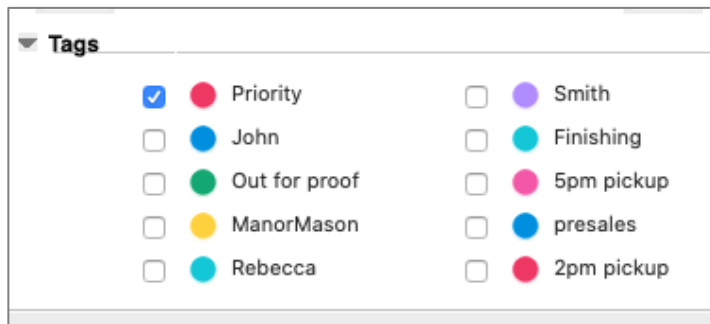 Tags
Priority
Smith
John
Finishing
Out for proof
5pm pickup
ManorMason
presales
Rebecca
2pm pickup